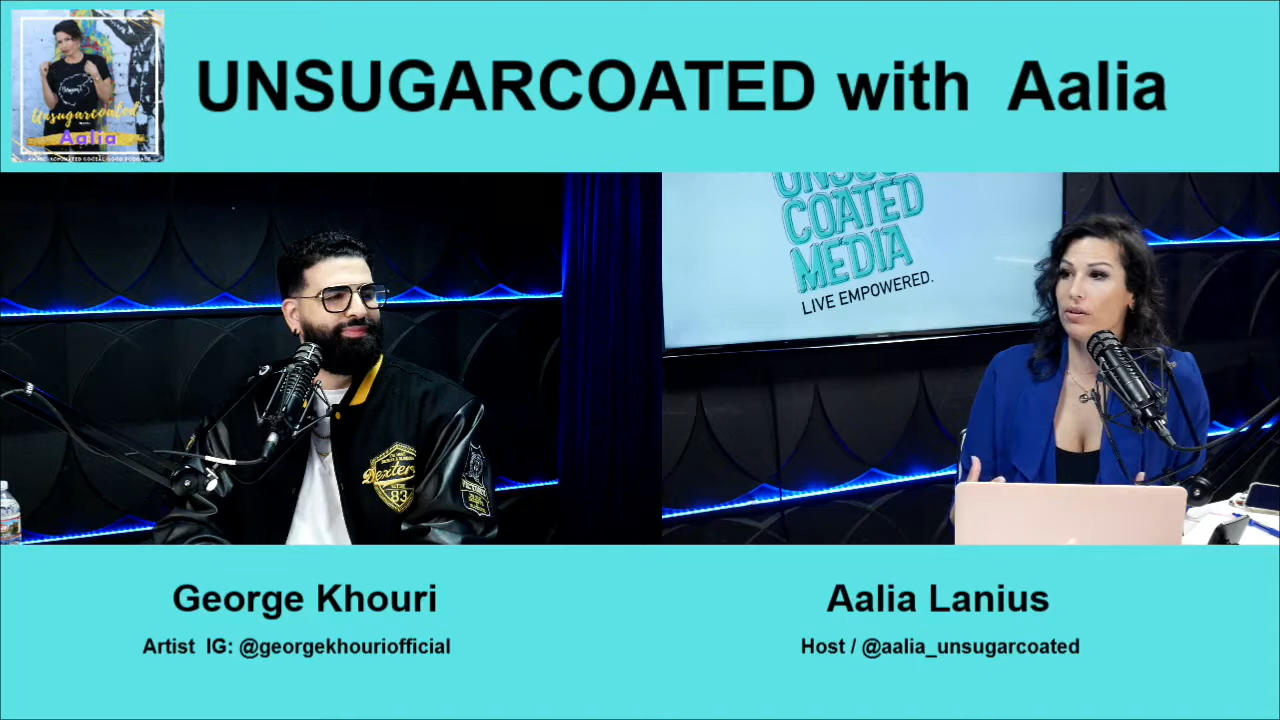 UNSUGARCOATED with Aalia
Unsugarcoated
Aalia
COATED
MEDIA
LIVE EMPOWERED.
Dexter
83
George Khouri
Aalia Lanius
Artist IG: @georgekhouriofficial
Host / @aalia_unsugarcoated